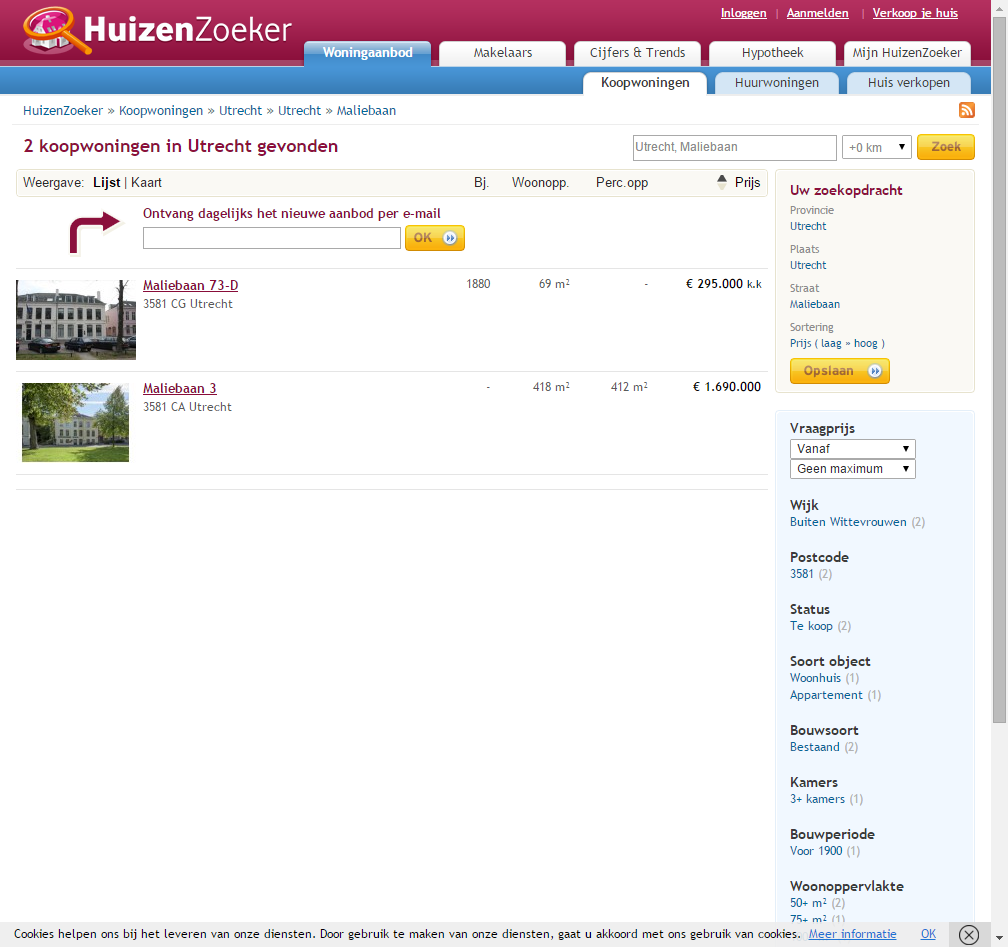 Inloggen | Aanmelden | Verkoop je huis
HuizenZoeker
Woningaanbod Makelaars Cijfers & Trends Hypotheek Mijn HuizenZoeker
Koopwoningen Huurwoningen Huis verkopen
HuizenZoeker » Koopwoningen » Utrecht » Utrecht » Maliebaan
2 koopwoningen in Utrecht gevonden
Utrecht, Maliebaan +0 km Zoek
Weergave: Lijst | Kaart Bj. Woonopp. Perc.opp Prijs
Ontvang dagelijks het nieuwe aanbod per e-mail
OK
Maliebaan 73-D 1880 69 m² - € 295.000 k.k
3581 CG Utrecht
Maliebaan 3 - 418 m² 412 m² € 1.690.000
3581 CA Utrecht
Uw zoekopdracht
Provincie
Utrecht
Plaats
Utrecht
Straat
Maliebaan
Sortering
Prijs ( laag » hoog )
Opslaan
Vraagprijs
Vanaf
Geen maximum
Wijk
Buiten Wittevrouwen (2)
Postcode
3581 (2)
Status
Te koop (2)
Soort object
Woonhuis (1)
Appartement (1)
Bouwsoort
Bestaand (2)
Kamers
3+ kamers (1)
Bouwperiode
Voor 1900 (1)
Woonoppervlakte
50+ m² (2)
75+ m² (1)
Cookies helpen ons bij het leveren van onze diensten. Door gebruik te maken van onze diensten, gaat u akkoord met ons gebruik van cookies. Meer informatie OK